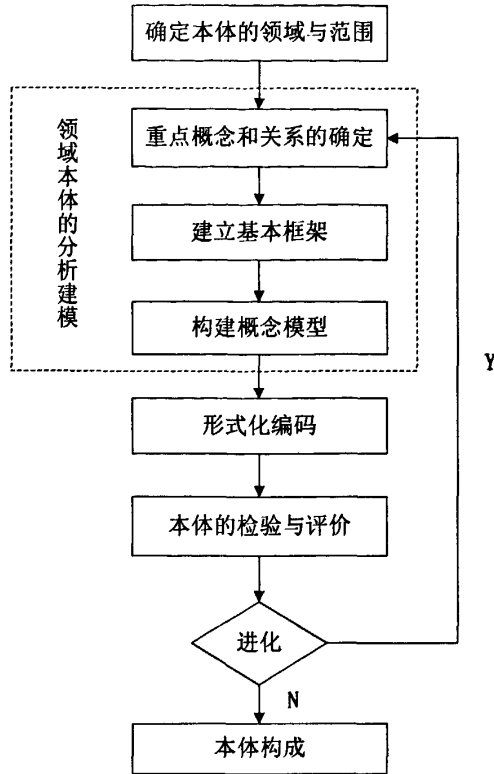 确定本体的领域与范围
领域本体的分析建模
重点概念和关系的确定
建立基本框架
构建概念模型
Y
形式化编码
本体的检验与评价
进化
N
本体构成